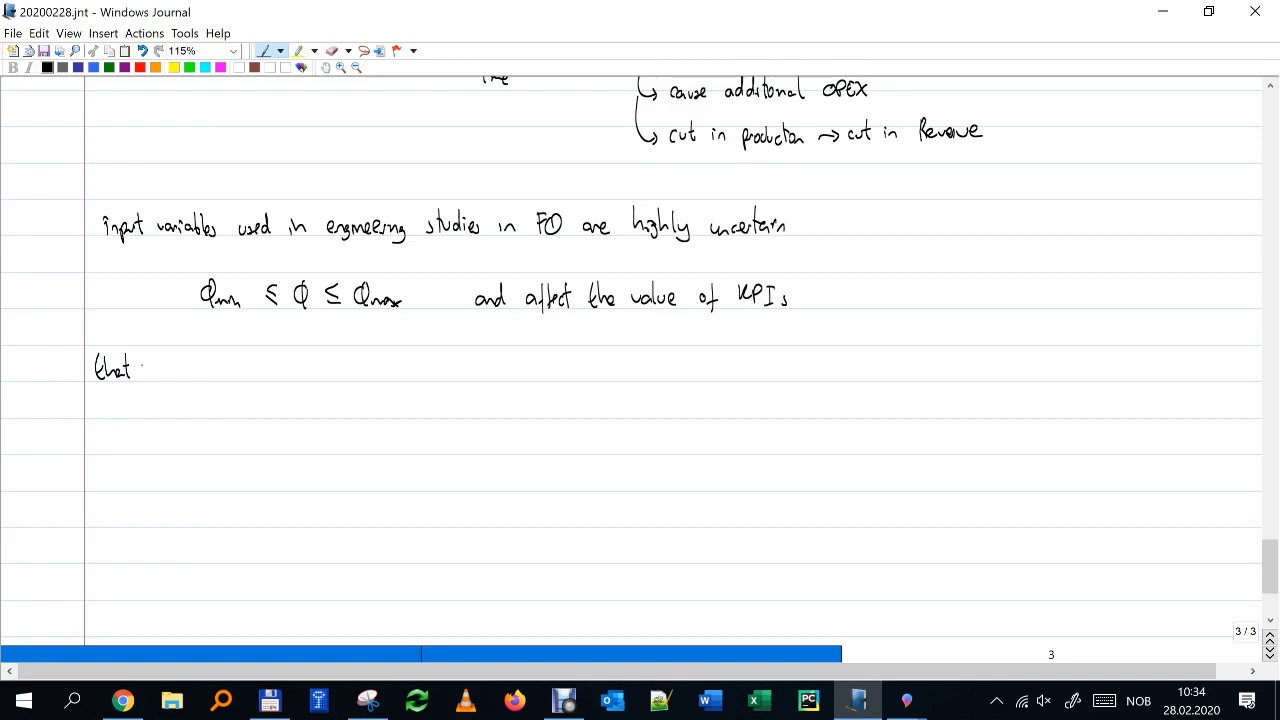 20200228.jnt - Windows Journal
File Edit View Insert Actions Tools Help
115%
B I
cause additional OPEX
cut in production → cut in Revenue
input variables used in engineering studies in FO are highly uncertain
Φmin ≤ Φ ≤ Φmax and affect the value of KPIs
that
3 / 3
3
NOB
10:34
28.02.2020